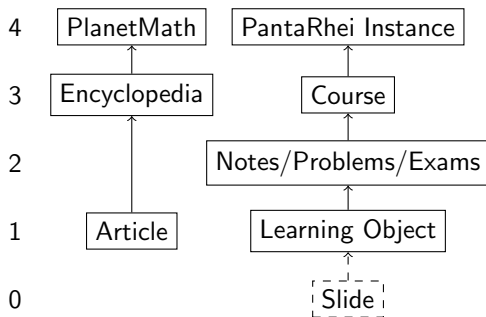 4 PlanetMath PantaRhei Instance
3 Encyclopedia Course
2 Notes/Problems/Exams
1 Article Learning Object
0 Slide